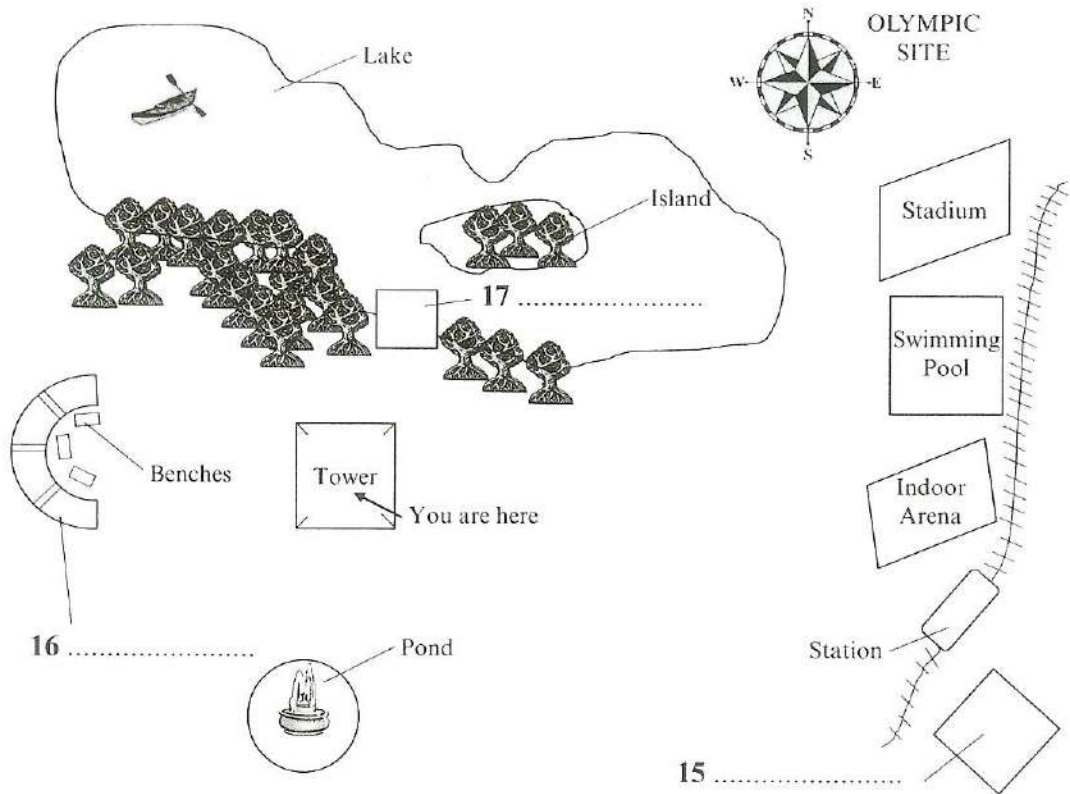 N
OLYMPIC
SITE
W
E
S
Lake
Island
Stadium
17 ..............................
Swimming
Pool
Benches
Tower
You are here
Indoor
Arena
16 ..............................
Pond
Station
15 ..............................